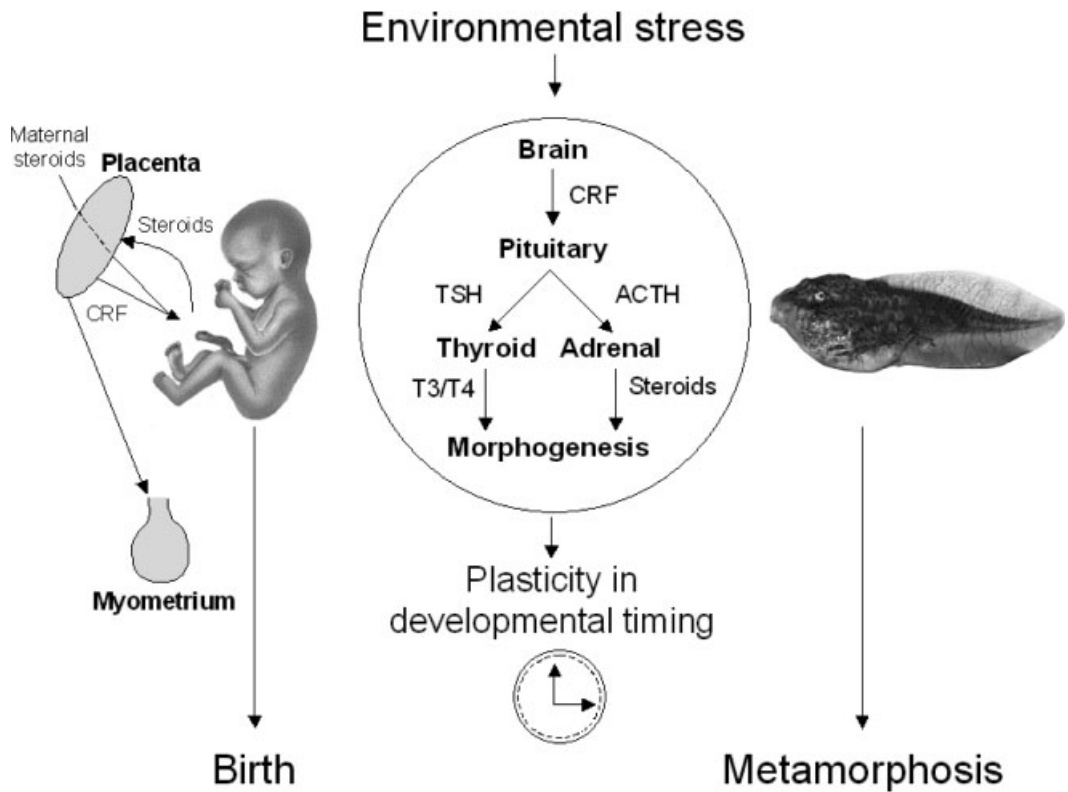 Environmental stress
Maternal
steroids
Placenta
Steroids
CRF
Myometrium
Birth
Brain
CRF
Pituitary
TSH
ACTH
Thyroid
Adrenal
T3/T4
Steroids
Morphogenesis
Plasticity in
developmental timing
Metamorphosis